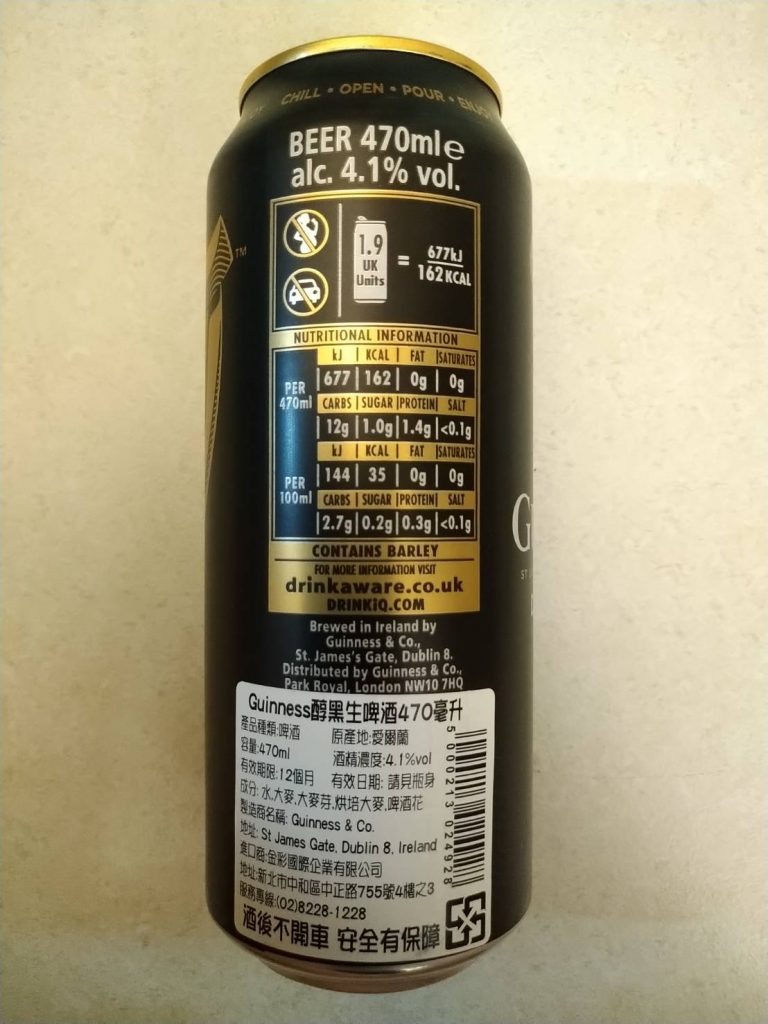 CHILL • OPEN • POUR • ENJOY
BEER 470ml℮
alc. 4.1% vol.
TM
1.9
UK
Units
=
677kJ
162KCAL
NUTRITIONAL INFORMATION
kJ KCAL FAT SATURATES
PER 470ml
677 162 0g 0g
CARBS SUGAR PROTEIN SALT
12g 1.0g 1.4g <0.1g
kJ KCAL FAT SATURATES
PER 100ml
144 35 0g 0g
CARBS SUGAR PROTEIN SALT
2.7g 0.2g 0.3g <0.1g
CONTAINS BARLEY
FOR MORE INFORMATION VISIT
drinkaware.co.uk
DRINKiQ.COM
Brewed in Ireland by
Guinness & Co.,
St. James's Gate, Dublin 8.
Distributed by Guinness & Co.,
Park Royal, London NW10 7HQ
G
ST
Guinness醇黑生啤酒470毫升
產品種類:啤酒 原產地:愛爾蘭
容量:470ml 酒精濃度:4.1%vol
有效期限:12個月 有效日期: 請見瓶身
成分: 水,大麥,大麥芽,烘培大麥,啤酒花
製造商名稱: Guinness & Co.
地址: St James Gate, Dublin 8, Ireland
進口商:金彩國際企業有限公司
地址:新北市中和區中正路755號4樓之3
服務專線:(02)8228-1228
酒後不開車 安全有保障
5000213024928